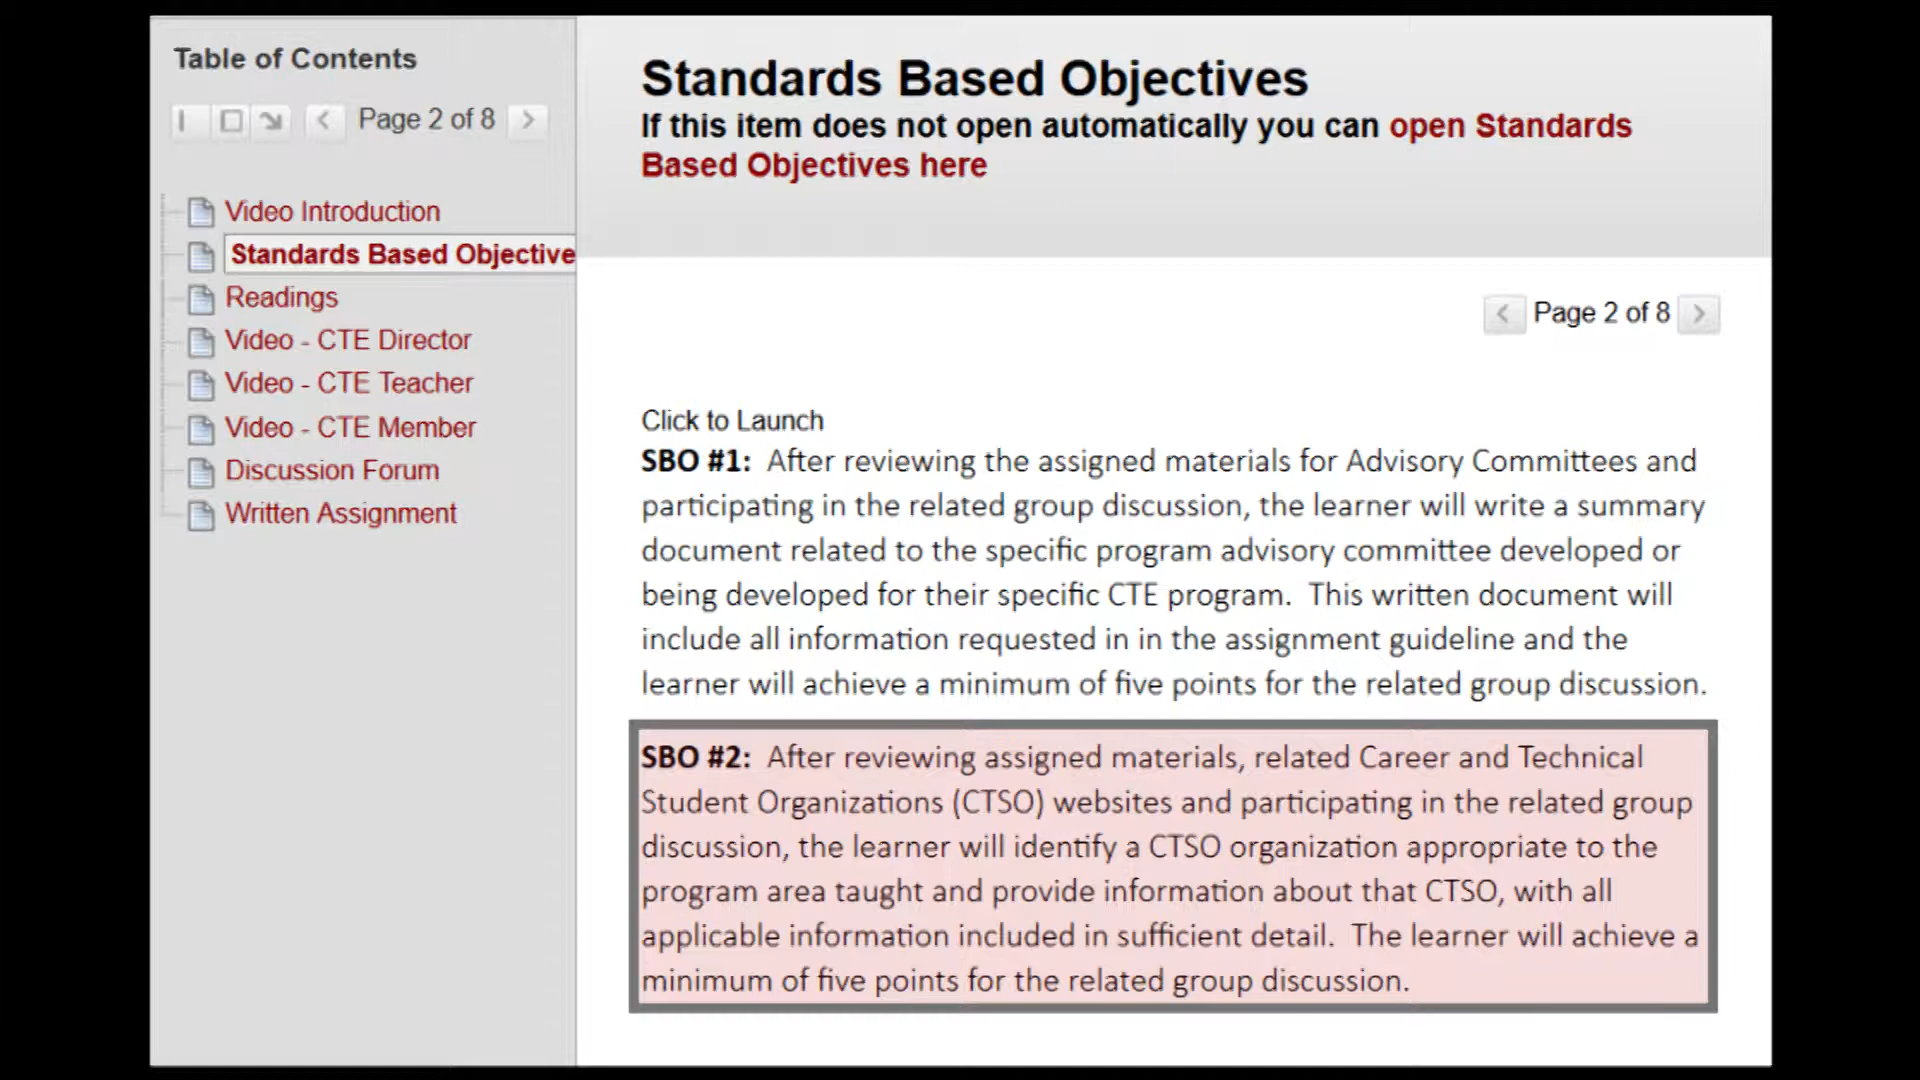 Table of Contents
Page 2 of 8
Video Introduction
Standards Based Objective
Readings
Video - CTE Director
Video - CTE Teacher
Video - CTE Member
Discussion Forum
Written Assignment
Standards Based Objectives
If this item does not open automatically you can open Standards
Based Objectives here
Page 2 of 8
Click to Launch
SBO #1:  After reviewing the assigned materials for Advisory Committees and
participating in the related group discussion, the learner will write a summary
document related to the specific program advisory committee developed or
being developed for their specific CTE program.  This written document will
include all information requested in in the assignment guideline and the
learner will achieve a minimum of five points for the related group discussion.
SBO #2:  After reviewing assigned materials, related Career and Technical
Student Organizations (CTSO) websites and participating in the related group
discussion, the learner will identify a CTSO organization appropriate to the
program area taught and provide information about that CTSO, with all
applicable information included in sufficient detail.  The learner will achieve a
minimum of five points for the related group discussion.